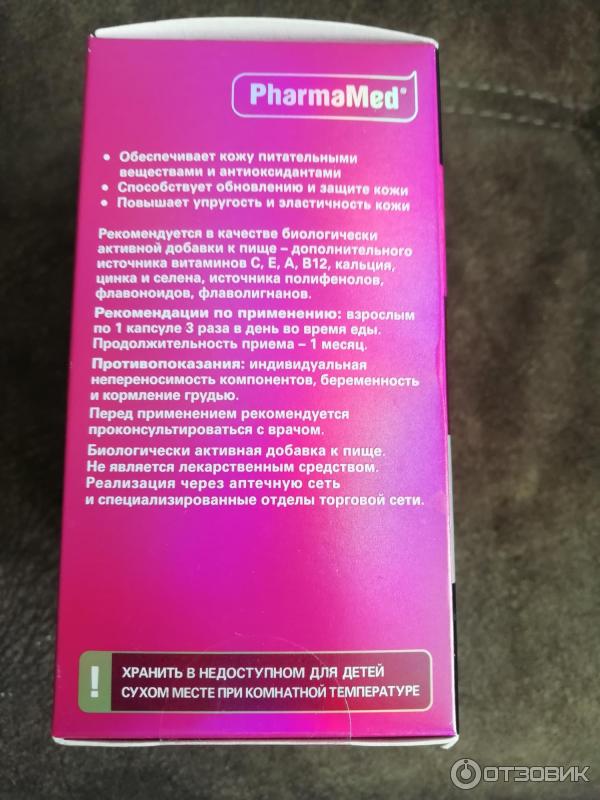 PharmaMed®
• Обеспечивает кожу питательными
веществами и антиоксидантами
• Способствует обновлению и защите кожи
• Повышает упругость и эластичность кожи
Рекомендуется в качестве биологически
активной добавки к пище – дополнительного
источника витаминов С, Е, А, В12, кальция,
цинка и селена, источника полифенолов,
флавоноидов, флаволигнанов.
Рекомендации по применению: взрослым
по 1 капсуле 3 раза в день во время еды.
Продолжительность приема – 1 месяц.
Противопоказания: индивидуальная
непереносимость компонентов, беременность
и кормление грудью.
Перед применением рекомендуется
проконсультироваться с врачом.
Биологически активная добавка к пище.
Не является лекарственным средством.
Реализация через аптечную сеть
и специализированные отделы торговой сети.
! ХРАНИТЬ В НЕДОСТУПНОМ ДЛЯ ДЕТЕЙ
СУХОМ МЕСТЕ ПРИ КОМНАТНОЙ ТЕМПЕРАТУРЕ
ОТЗОВИК